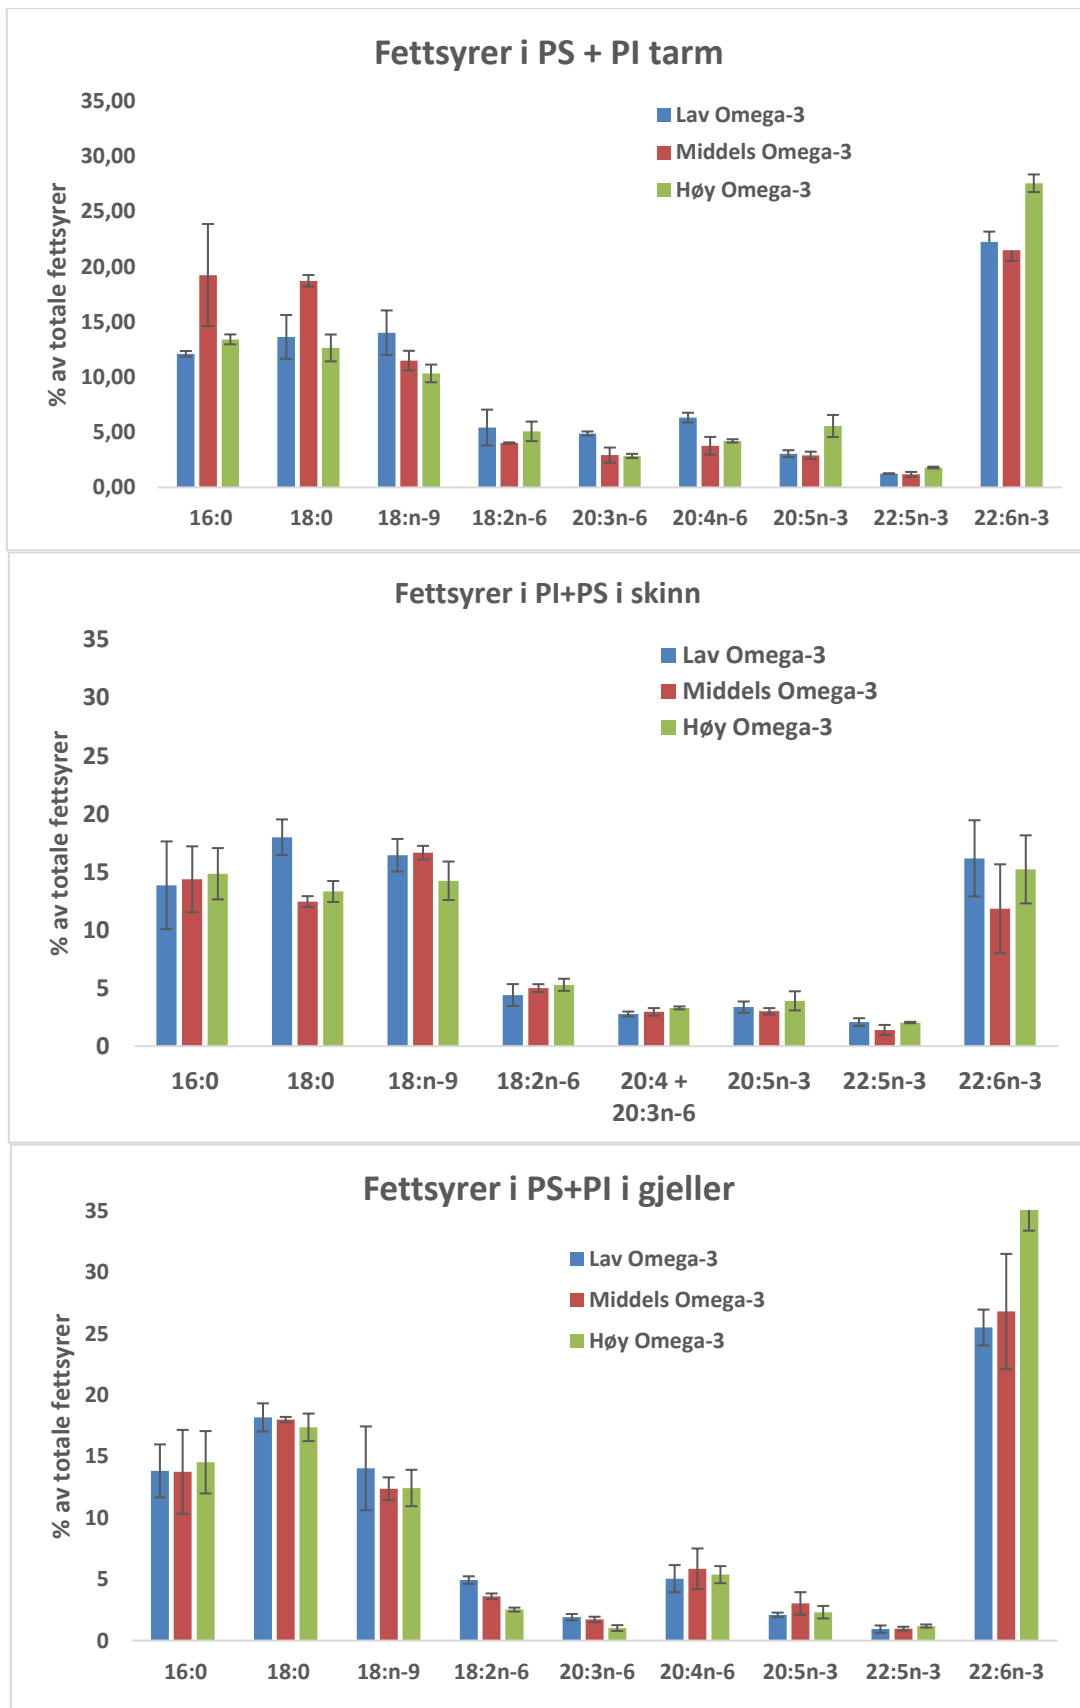 Fettsyrer i PS + PI tarm
% av totale fettsyrer
35,00
30,00
25,00
20,00
15,00
10,00
5,00
0,00
Lav Omega-3
Middels Omega-3
Høy Omega-3
16:0 18:0 18:n-9 18:2n-6 20:3n-6 20:4n-6 20:5n-3 22:5n-3 22:6n-3
Fettsyrer i PI+PS i skinn
% av totale fettsyrer
35
30
25
20
15
10
5
0
Lav Omega-3
Middels Omega-3
Høy Omega-3
16:0 18:0 18:n-9 18:2n-6 20:4 + 20:5n-3 22:5n-3 22:6n-3
20:3n-6
Fettsyrer i PS+PI i gjeller
% av totale fettsyrer
35
30
25
20
15
10
5
0
Lav Omega-3
Middels Omega-3
Høy Omega-3
16:0 18:0 18:n-9 18:2n-6 20:3n-6 20:4n-6 20:5n-3 22:5n-3 22:6n-3